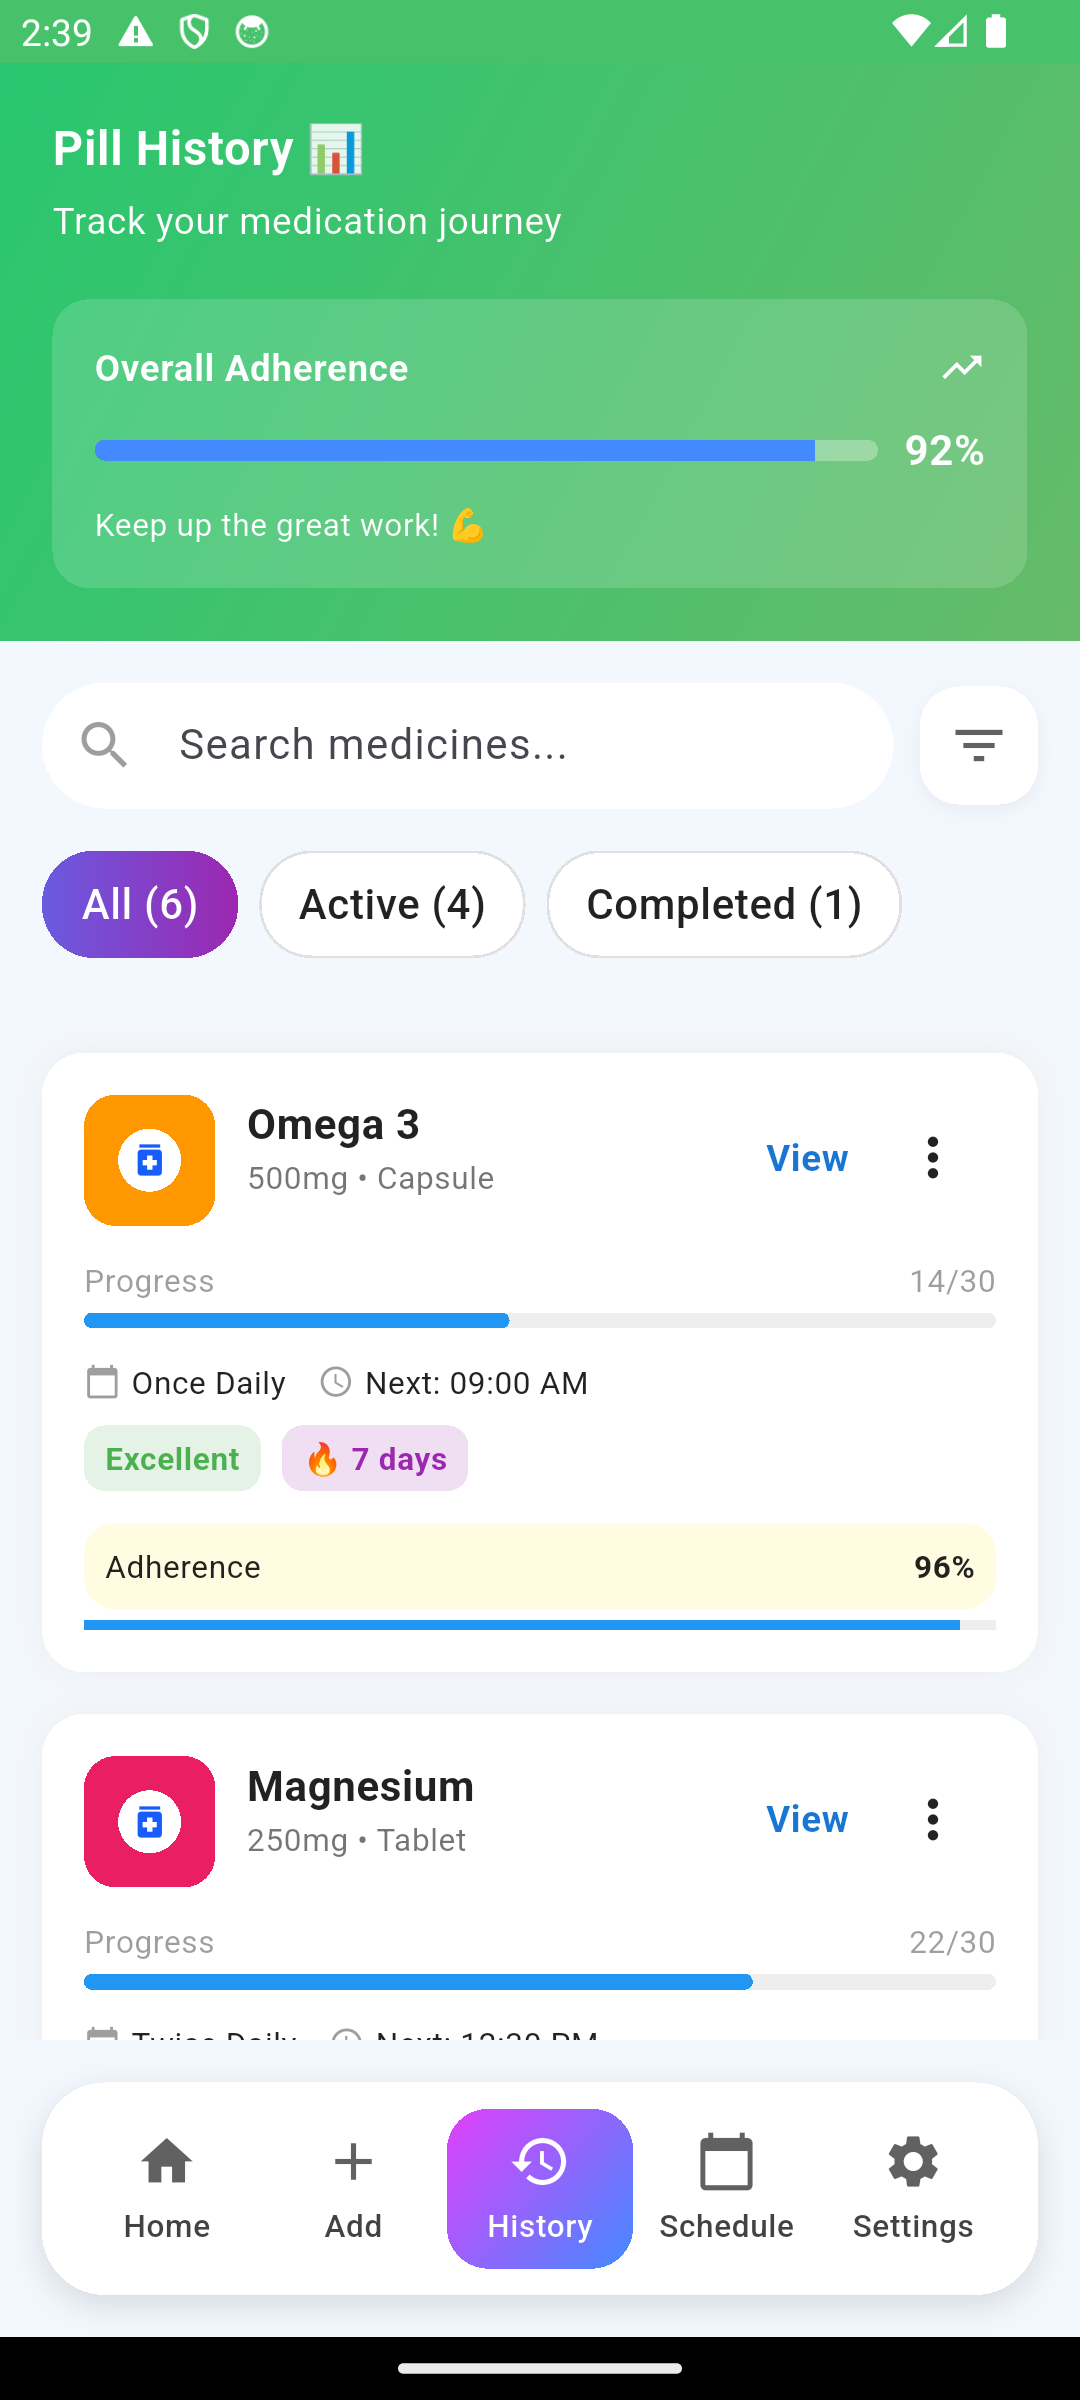 2:39
Pill History 📊
Track your medication journey
Overall Adherence
92%
Keep up the great work! 💪
Search medicines...
All (6)
Active (4)
Completed (1)
Omega 3
500mg • Capsule
View
Progress
14/30
Once Daily
Next: 09:00 AM
Excellent
🔥 7 days
Adherence
96%
Magnesium
250mg • Tablet
View
Progress
22/30
Twice Daily
Home
Add
History
Schedule
Settings